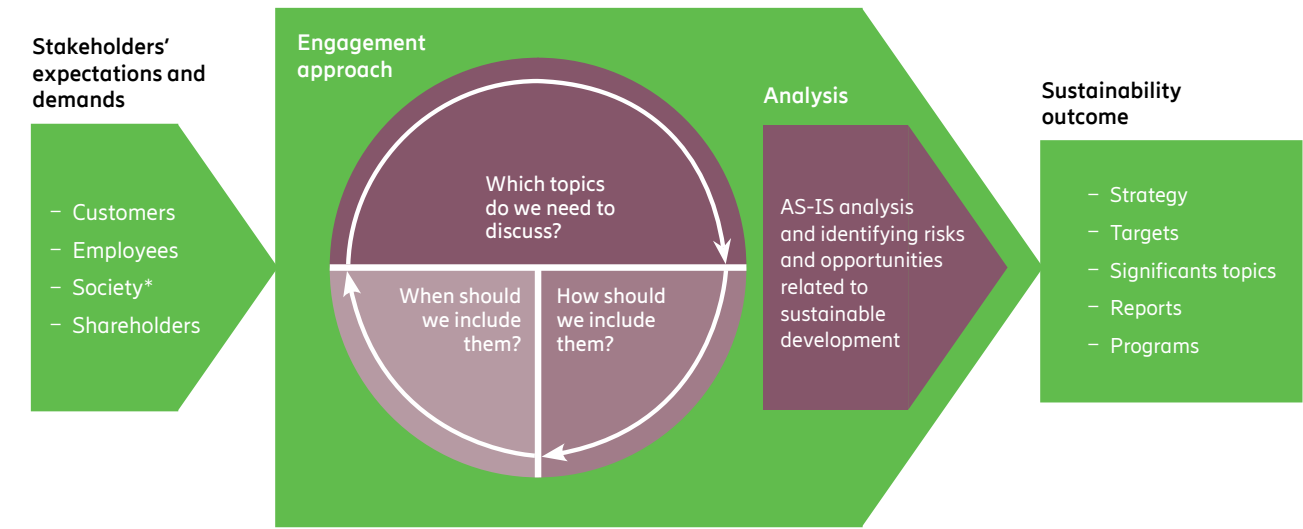 Stakeholders’
expectations and
demands
– Customers
– Employees
– Society*
– Shareholders
Engagement
approach
Which topics
do we need to
discuss?
When should
we include
them?
How should
we include
them?
Analysis
AS-IS analysis
and identifying risks
and opportunities
related to
sustainable
development
Sustainability
outcome
– Strategy
– Targets
– Significants topics
– Reports
– Programs